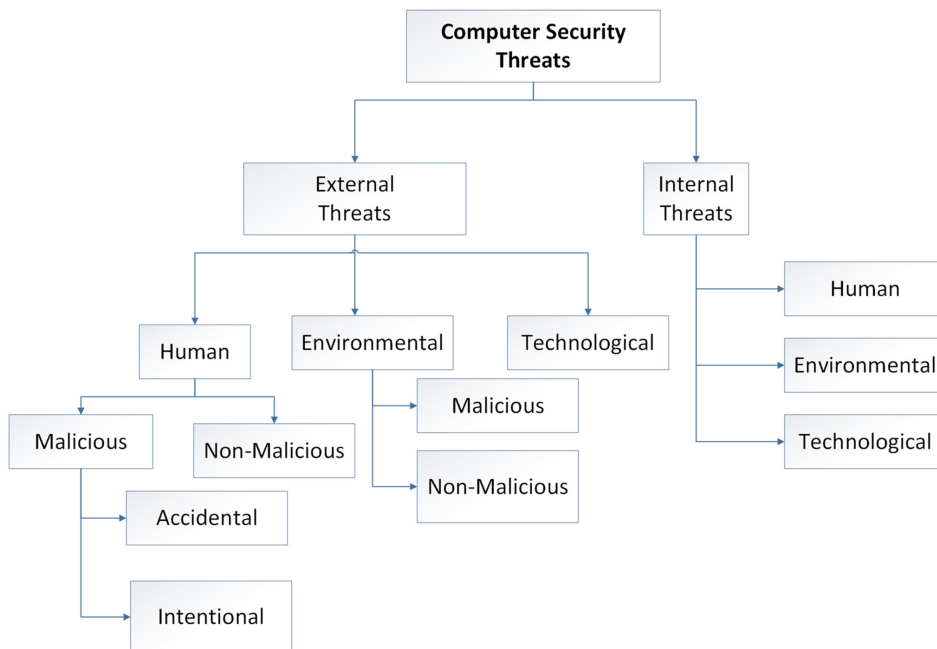 Computer Security
Threats
External
Threats
Internal
Threats
Human
Environmental
Technological
Human
Environmental
Technological
Malicious
Non-Malicious
Malicious
Non-Malicious
Accidental
Intentional